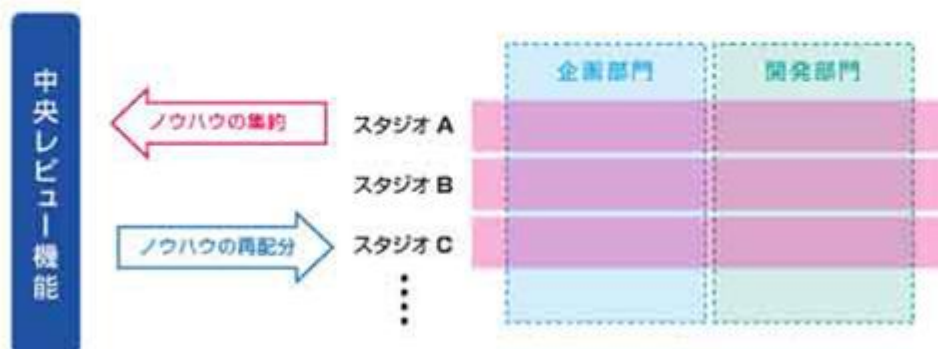 中央レビュー機能
ノウハウの集約
ノウハウの再配分
スタジオ A
スタジオ B
スタジオ C
企画部門
開発部門